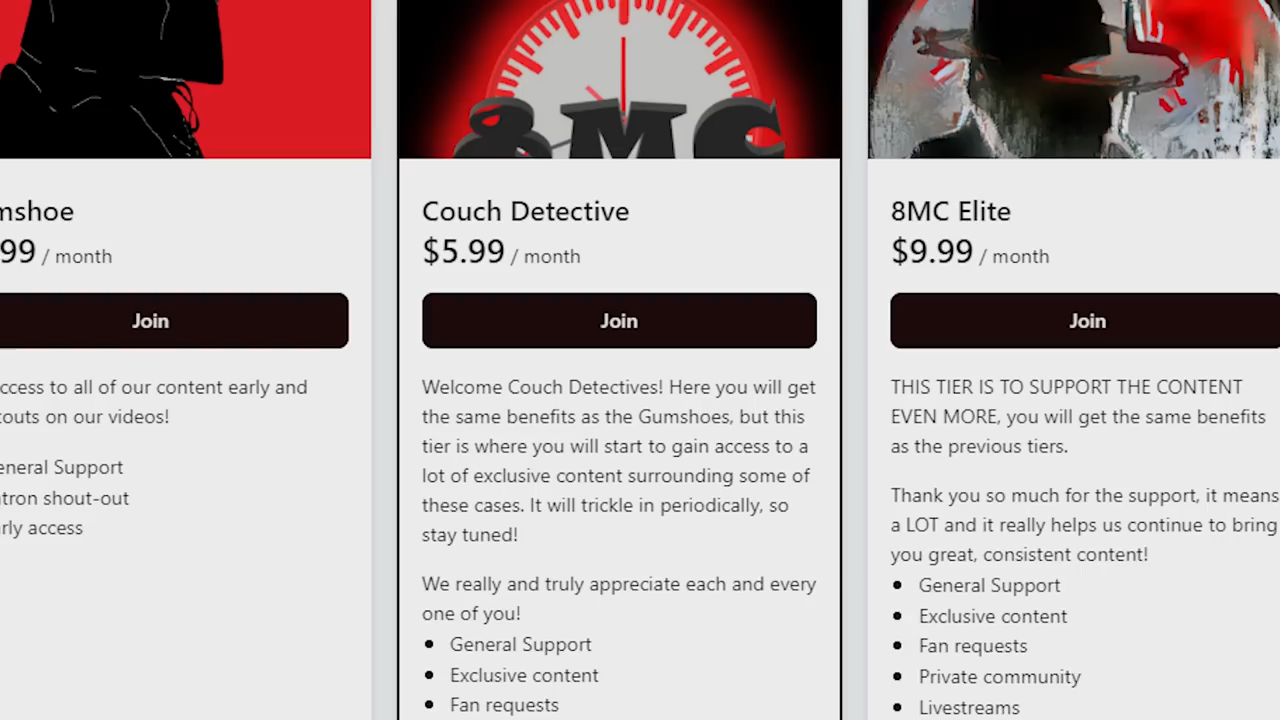 8MC
mshoe
99 / month
Join
ccess to all of our content early and
outs on our videos!
eneral Support
tron shout-out
rly access
Couch Detective
$5.99 / month
Join
Welcome Couch Detectives! Here you will get
the same benefits as the Gumshoes, but this
tier is where you will start to gain access to a
lot of exclusive content surrounding some of
these cases. It will trickle in periodically, so
stay tuned!
We really and truly appreciate each and every
one of you!
General Support
Exclusive content
Fan requests
8MC Elite
$9.99 / month
Join
THIS TIER IS TO SUPPORT THE CONTENT
EVEN MORE, you will get the same benefits
as the previous tiers.
Thank you so much for the support, it means
a LOT and it really helps us continue to bring
you great, consistent content!
General Support
Exclusive content
Fan requests
Private community
Livestreams